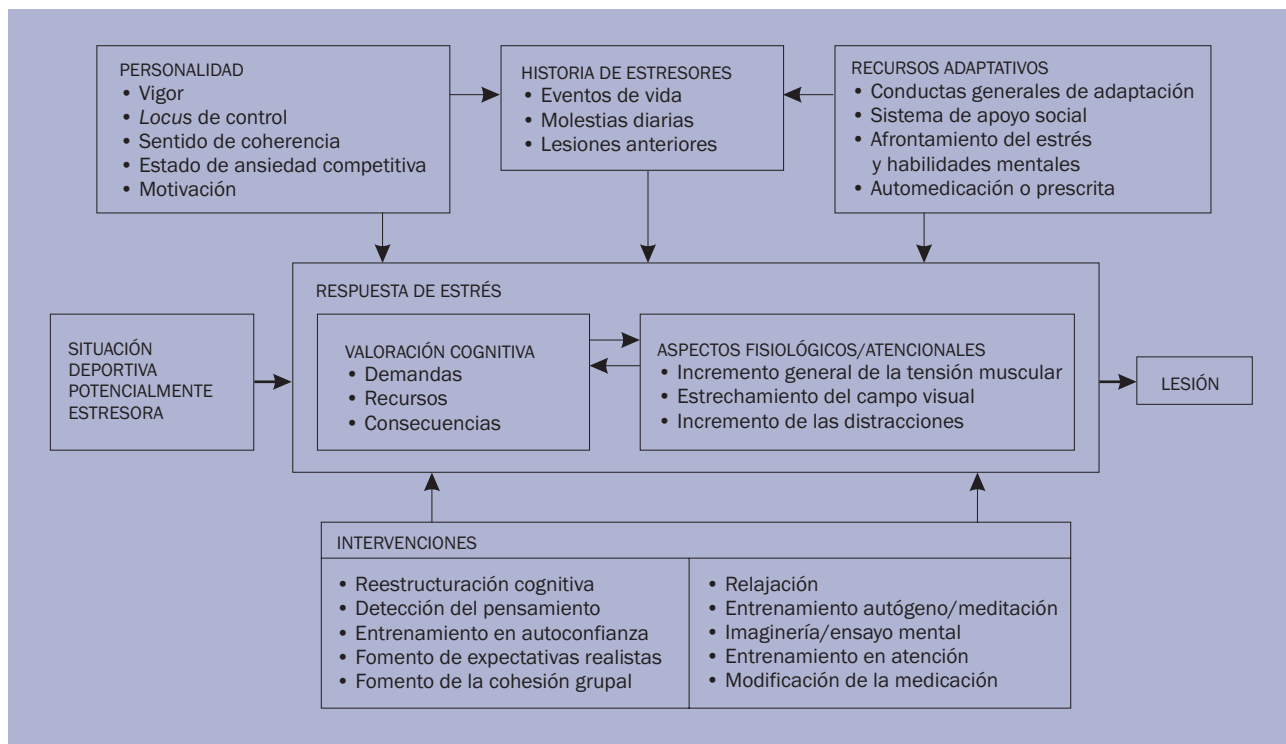 PERSONALIDAD
• Vigor
• Locus de control
• Sentido de coherencia
• Estado de ansiedad competitiva
• Motivación
HISTORIA DE ESTRESORES
• Eventos de vida
• Molestias diarias
• Lesiones anteriores
RECURSOS ADAPTATIVOS
• Conductas generales de adaptación
• Sistema de apoyo social
• Afrontamiento del estrés
y habilidades mentales
• Automedicación o prescrita
SITUACIÓN
DEPORTIVA
POTENCIALMENTE
ESTRESORA
RESPUESTA DE ESTRÉS
VALORACIÓN COGNITIVA
• Demandas
• Recursos
• Consecuencias
ASPECTOS FISIOLÓGICOS/ATENCIONALES
• Incremento general de la tensión muscular
• Estrechamiento del campo visual
• Incremento de las distracciones
LESIÓN
INTERVENCIONES
• Reestructuración cognitiva
• Detección del pensamiento
• Entrenamiento en autoconfianza
• Fomento de expectativas realistas
• Fomento de la cohesión grupal
• Relajación
• Entrenamiento autógeno/meditación
• Imaginería/ensayo mental
• Entrenamiento en atención
• Modificación de la medicación